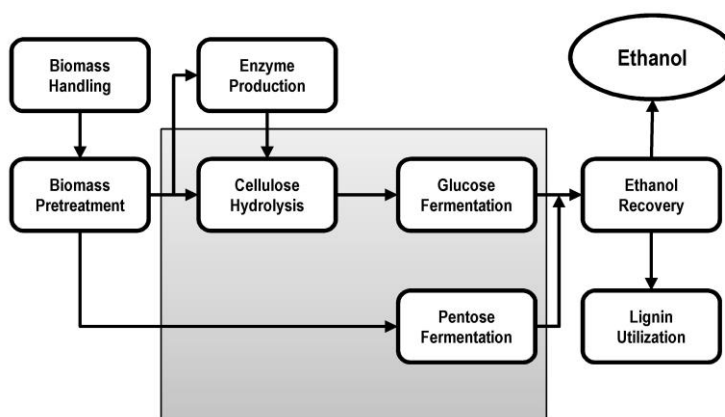 Biomass
Handling
Enzyme
Production
Ethanol
Biomass
Pretreatment
Cellulose
Hydrolysis
Glucose
Fermentation
Ethanol
Recovery
Pentose
Fermentation
Lignin
Utilization